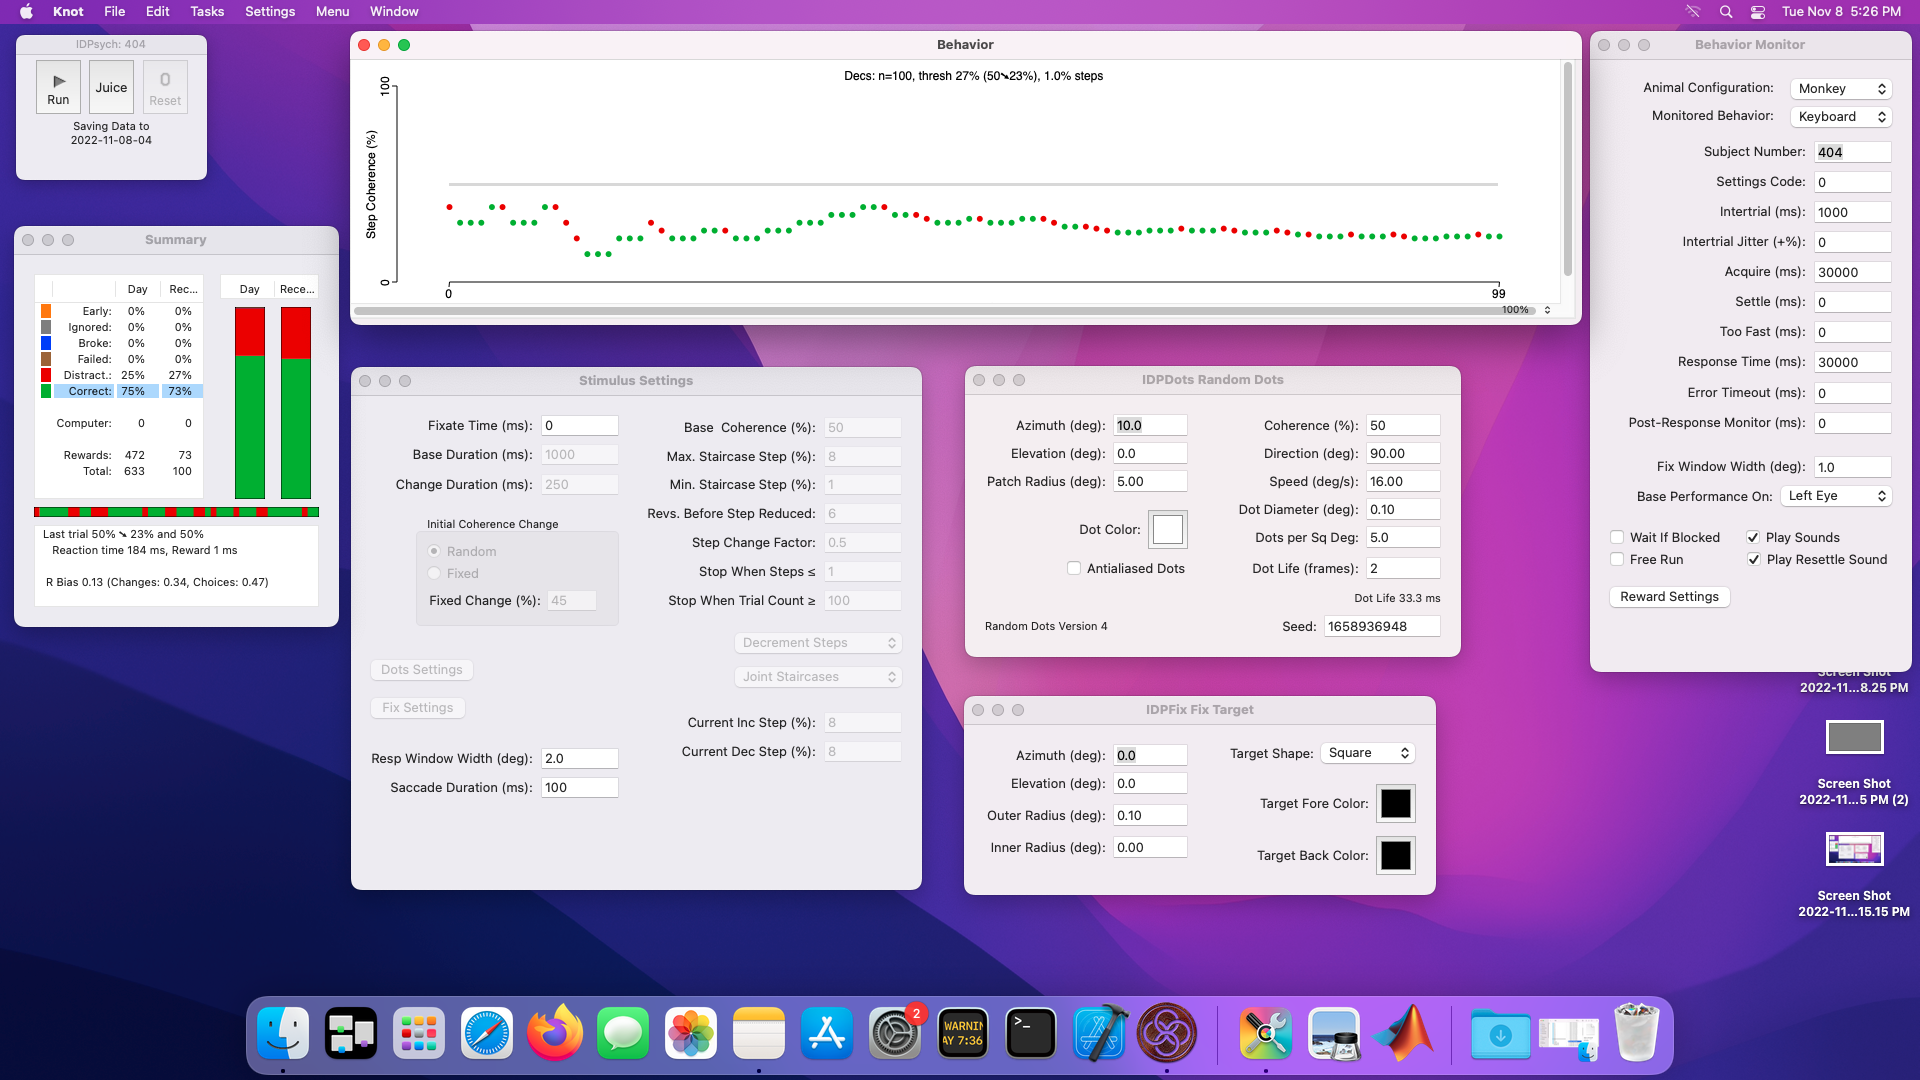 Knot File Edit Tasks Settings Menu Window Tue Nov 8 5:26 PM
IDPsych: 404
Run
Juice
0
Reset
Saving Data to
2022-11-08-04
Summary
Day Rec... Day Rece...
Early: 0% 0%
Ignored: 0% 0%
Broke: 0% 0%
Failed: 0% 0%
Distract.: 25% 27%
Correct: 75% 73%
Computer: 0 0
Rewards: 472 73
Total: 633 100
Last trial 50% ➘ 23% and 50%
Reaction time 184 ms, Reward 1 ms
R Bias 0.13 (Changes: 0.34, Choices: 0.47)
Behavior
Decs: n=100, thresh 27% (50➘23%), 1.0% steps
Step Coherence (%)
100
0
0
99
100%
Stimulus Settings
Fixate Time (ms): 0
Base Duration (ms): 1000
Change Duration (ms): 250
Initial Coherence Change
Random
Fixed
Fixed Change (%): 45
Dots Settings
Fix Settings
Resp Window Width (deg): 2.0
Saccade Duration (ms): 100
Base Coherence (%): 50
Max. Staircase Step (%): 8
Min. Staircase Step (%): 1
Revs. Before Step Reduced: 6
Step Change Factor: 0.5
Stop When Steps ≤ 1
Stop When Trial Count ≥ 100
Decrement Steps
Joint Staircases
Current Inc Step (%): 8
Current Dec Step (%): 8
IDPDots Random Dots
Azimuth (deg): 10.0
Elevation (deg): 0.0
Patch Radius (deg): 5.00
Dot Color:
Antialiased Dots
Random Dots Version 4
Coherence (%): 50
Direction (deg): 90.00
Speed (deg/s): 16.00
Dot Diameter (deg): 0.10
Dots per Sq Deg: 5.0
Dot Life (frames): 2
Dot Life 33.3 ms
Seed: 1658936948
IDPFix Fix Target
Azimuth (deg): 0.0
Elevation (deg): 0.0
Outer Radius (deg): 0.10
Inner Radius (deg): 0.00
Target Shape: Square
Target Fore Color:
Target Back Color:
Behavior Monitor
Animal Configuration: Monkey
Monitored Behavior: Keyboard
Subject Number: 404
Settings Code: 0
Intertrial (ms): 1000
Intertrial Jitter (+%): 0
Acquire (ms): 30000
Settle (ms): 0
Too Fast (ms): 0
Response Time (ms): 30000
Error Timeout (ms): 0
Post-Response Monitor (ms): 0
Fix Window Width (deg): 1.0
Base Performance On: Left Eye
Wait If Blocked Play Sounds
Free Run Play Resettle Sound
Reward Settings
Screen Shot
2022-11...8.25 PM
Screen Shot
2022-11...5 PM (2)
Screen Shot
2022-11...15.15 PM
2
WARNIN
AY 7:36
>_